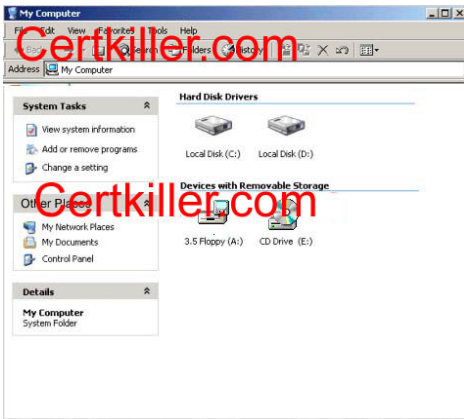 My Computer
File Edit View Favorites Tools Help
Certkiller.com
Back Search Folders History
Address My Computer
System Tasks
View system information
Add or remove programs
Change a setting
Other Places
My Network Places
My Documents
Control Panel
Details
My Computer
System Folder
Hard Disk Drivers
Local Disk (C:) Local Disk (D:)
Devices with Removable Storage
Certkiller.com
3.5 Floppy (A:) CD Drive (E:)